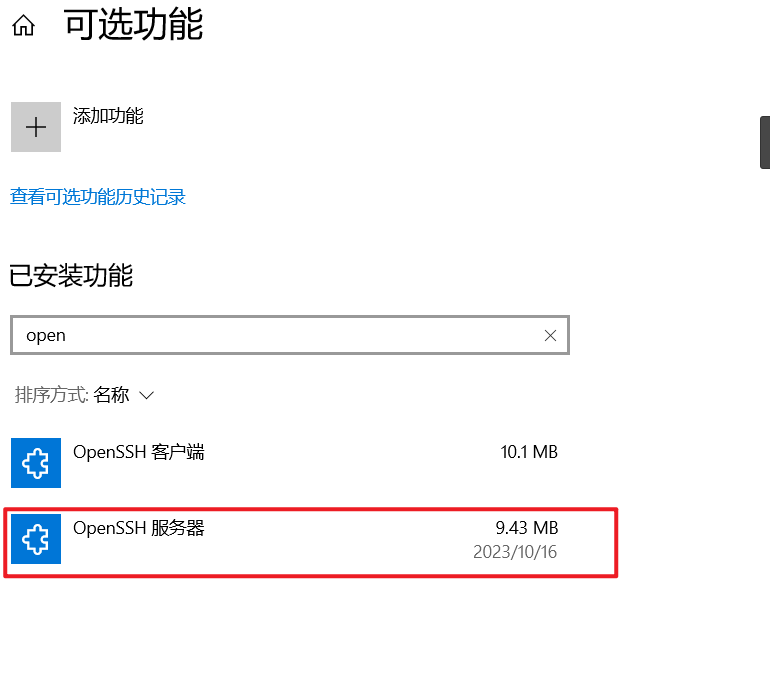 可选功能
添加功能
查看可选功能历史记录
已安装功能
open
排序方式: 名称
OpenSSH 客户端 10.1 MB
OpenSSH 服务器 9.43 MB
2023/10/16